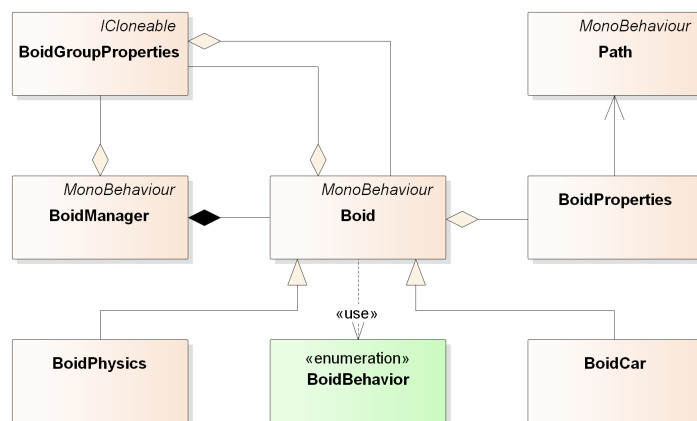 ICloneable
BoidGroupProperties
MonoBehaviour
Path
MonoBehaviour
BoidManager
MonoBehaviour
Boid
BoidProperties
«use»
BoidPhysics
«enumeration»
BoidBehavior
BoidCar